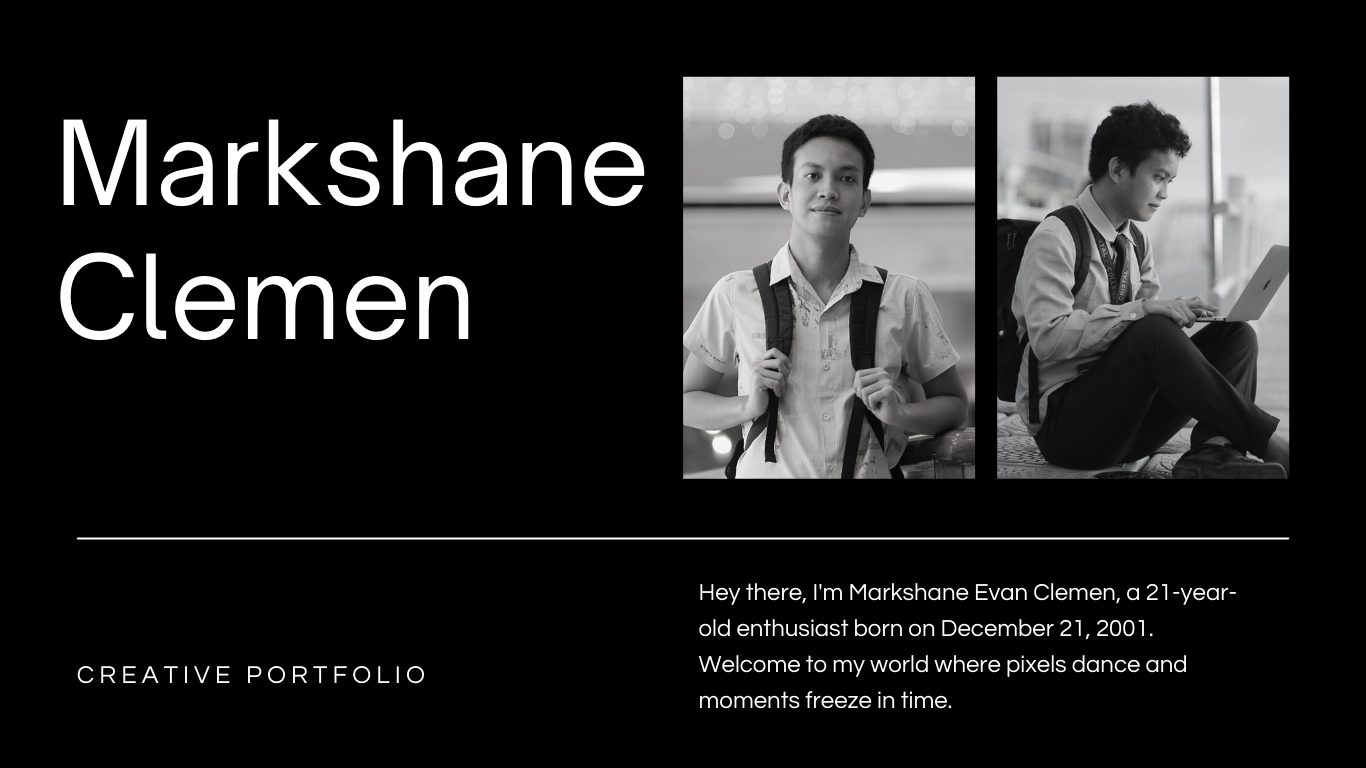 Markshane
Clemen
CREATIVE PORTFOLIO
Hey there, I'm Markshane Evan Clemen, a 21-year-
old enthusiast born on December 21, 2001.
Welcome to my world where pixels dance and
moments freeze in time.